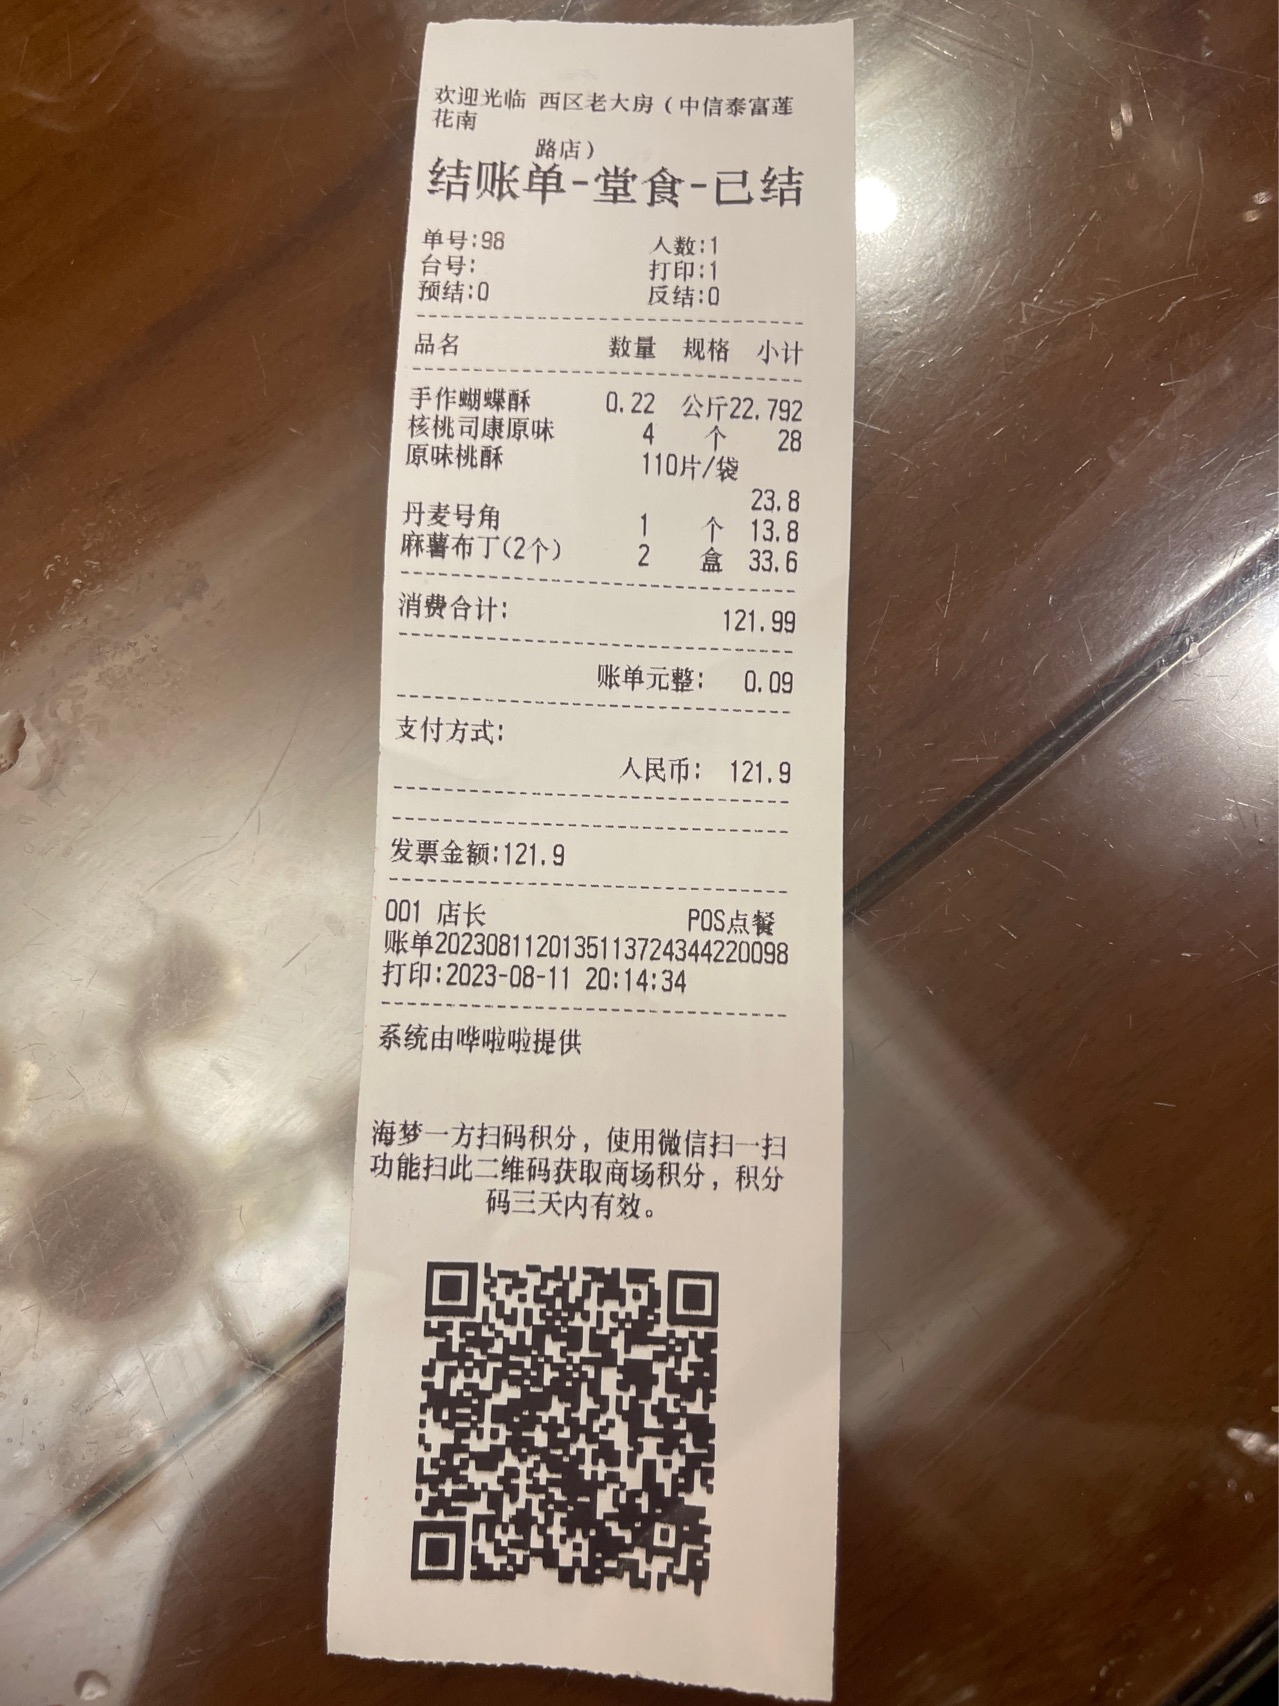 欢迎光临 西区老大房（中信泰富莲
花南
路店）
结账单-堂食-已结
单号:98 人数:1
台号: 打印:1
预结:0 反结:0
品名 数量 规格 小计
手作蝴蝶酥 0.22 公斤22.792
核桃司康原味 4 个 28
原味桃酥 110片/袋
23.8
丹麦号角 1 个 13.8
麻薯布丁(2个) 2 盒 33.6
消费合计: 121.99
账单元整: 0.09
支付方式:
人民币: 121.9
发票金额:121.9
001 店长 POS点餐
账单2023081120135113724344220098
打印:2023-08-11 20:14:34
系统由哗啦啦提供
海梦一方扫码积分，使用微信扫一扫
功能扫此二维码获取商场积分，积分
码三天内有效。